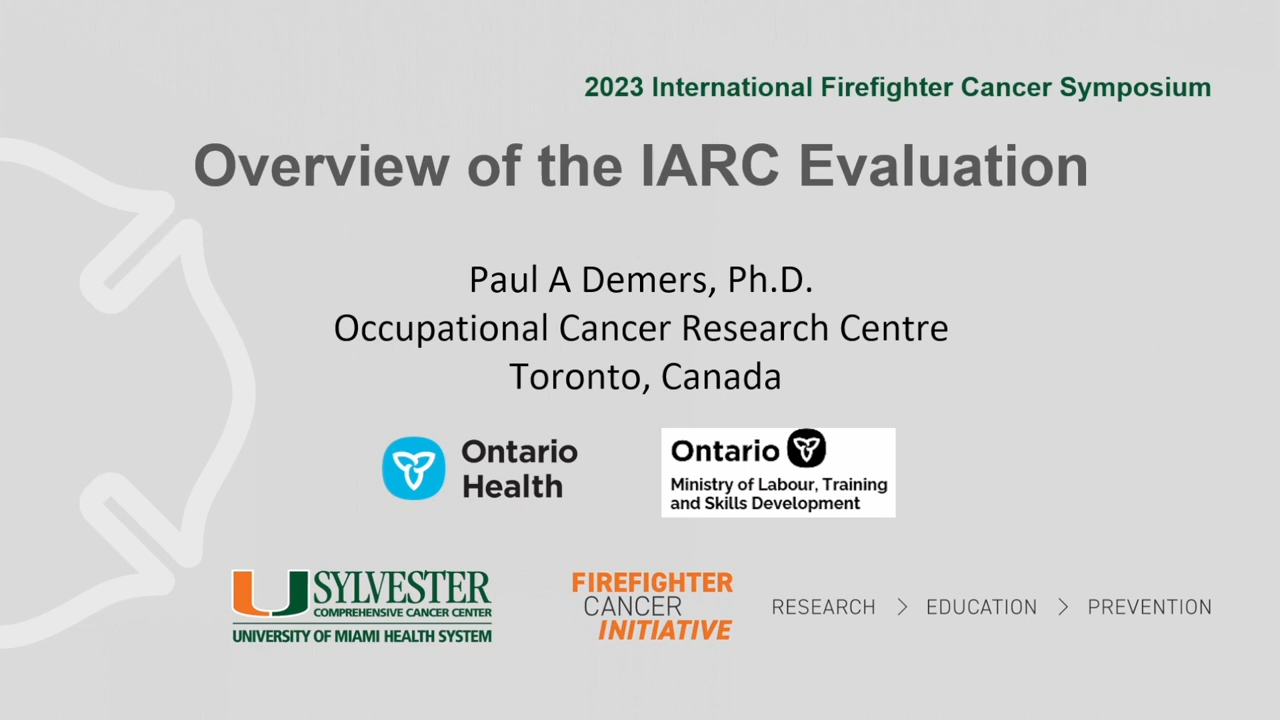 2023 International Firefighter Cancer Symposium
Overview of the IARC Evaluation
Paul A Demers, Ph.D.
Occupational Cancer Research Centre
Toronto, Canada
Ontario
Health
Ontario
Ministry of Labour, Training
and Skills Development
SYLVESTER
COMPREHENSIVE CANCER CENTER
UNIVERSITY OF MIAMI HEALTH SYSTEM
FIREFIGHTER
CANCER
INITIATIVE
RESEARCH > EDUCATION > PREVENTION